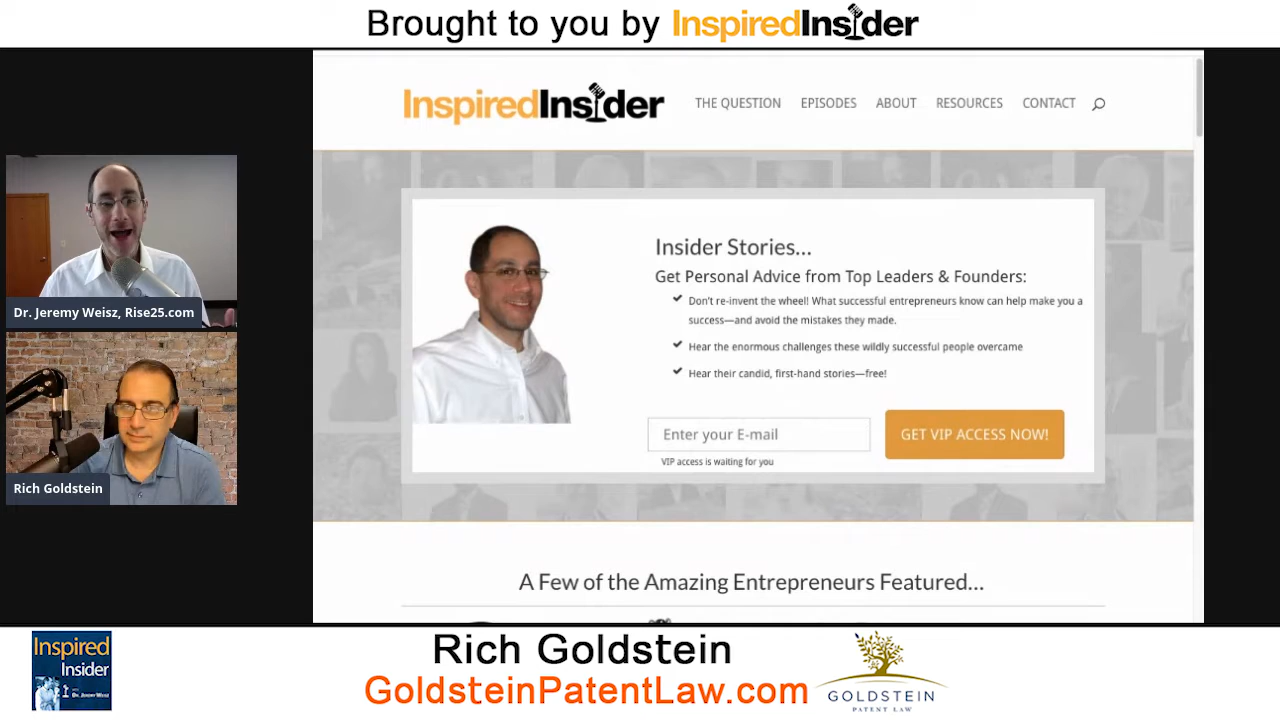 Brought to you by InspiredInsider
InspiredInsider
THE QUESTION EPISODES ABOUT RESOURCES CONTACT
Insider Stories...
Get Personal Advice from Top Leaders & Founders:
Don't re-invent the wheel! What successful entrepreneurs know can help make you a
success—and avoid the mistakes they made.
Hear the enormous challenges these wildly successful people overcame
Hear their candid, first-hand stories—free!
Enter your E-mail
GET VIP ACCESS NOW!
VIP access is waiting for you
A Few of the Amazing Entrepreneurs Featured...
Dr. Jeremy Weisz, Rise25.com
Rich Goldstein
Inspired
Insider
with DR. JEREMY WEISZ
Rich Goldstein
GoldsteinPatentLaw.com
GOLDSTEIN
PATENT LAW